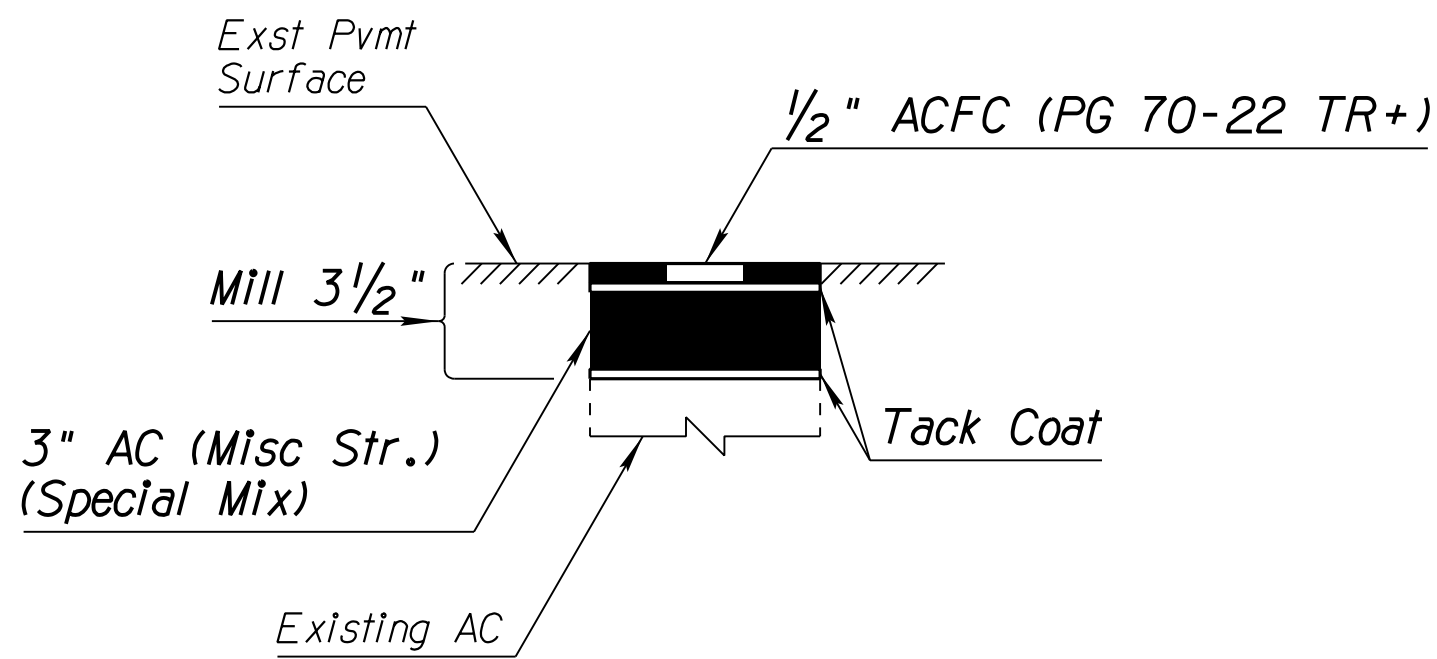 Exst Pvmt
Surface
½" ACFC (PG 70-22 TR+)
Mill 3½"
3" AC (Misc Str.)
(Special Mix)
Tack Coat
Existing AC